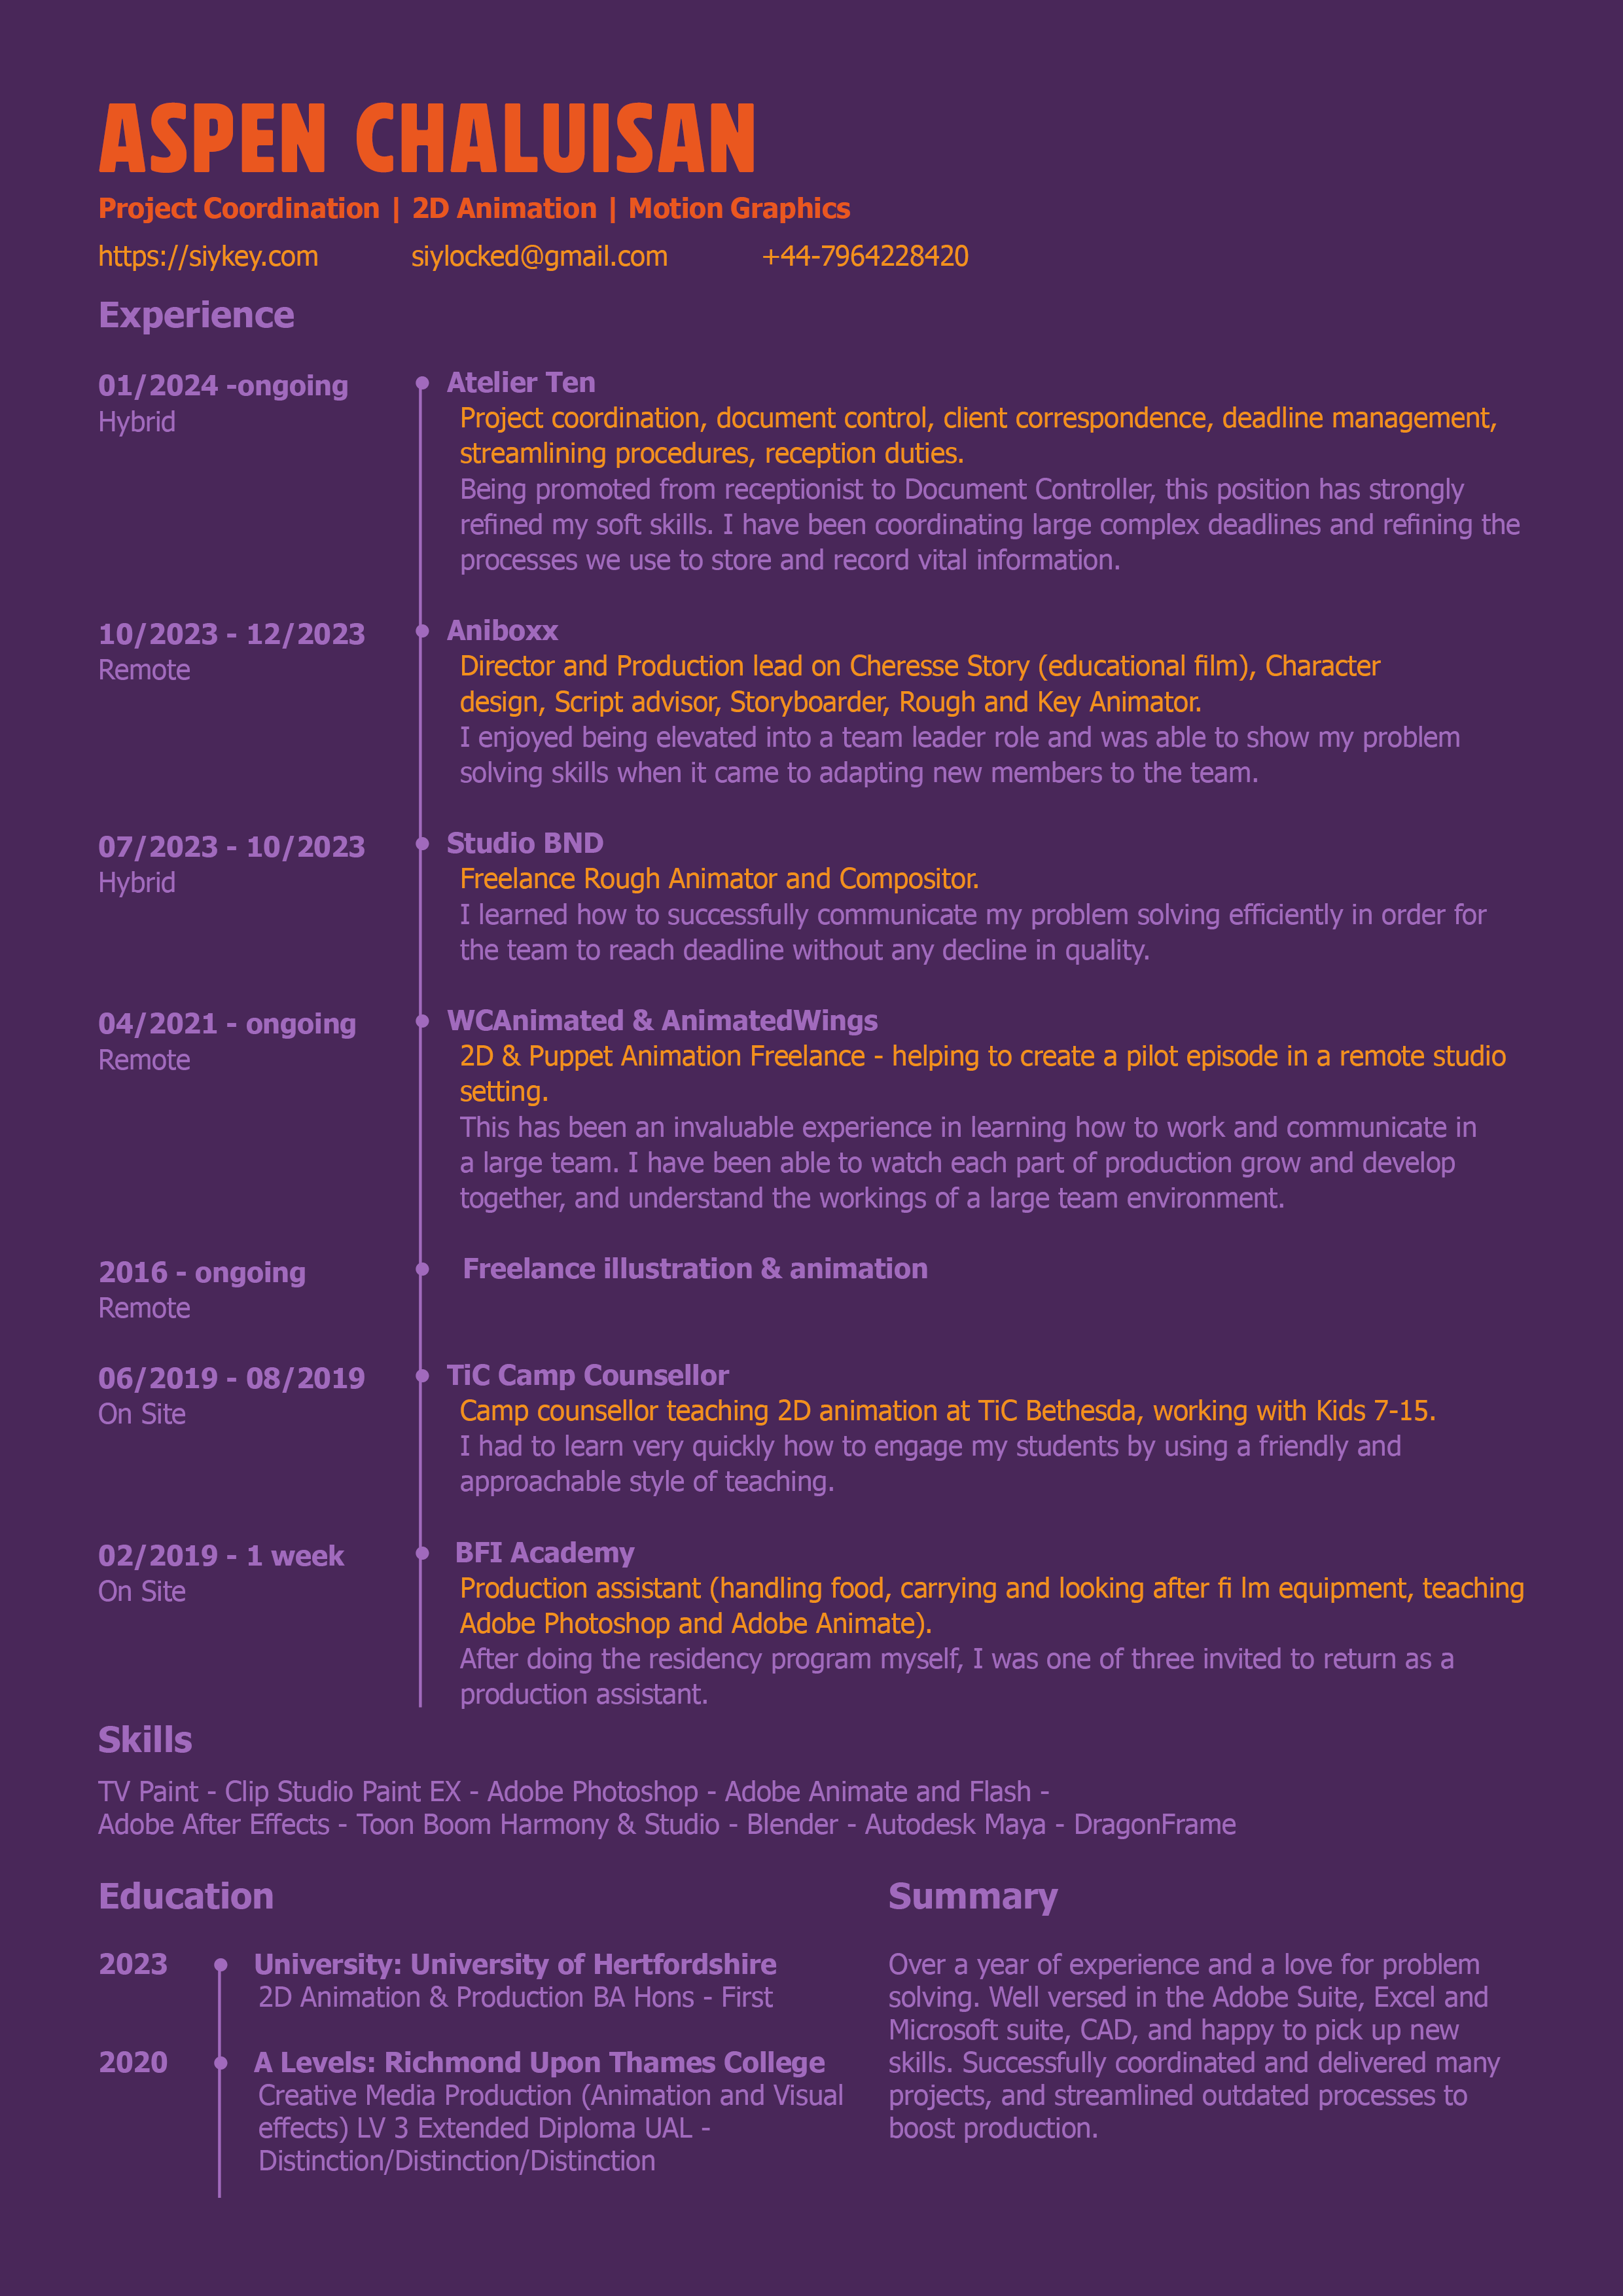 ASPEN CHALUISAN
Project Coordination | 2D Animation | Motion Graphics
https://siykey.com siylocked@gmail.com +44-7964228420
Experience
01/2024 -ongoing
Hybrid
Atelier Ten
Project coordination, document control, client correspondence, deadline management,
streamlining procedures, reception duties.
Being promoted from receptionist to Document Controller, this position has strongly
refined my soft skills. I have been coordinating large complex deadlines and refining the
processes we use to store and record vital information.
10/2023 - 12/2023
Remote
Aniboxx
Director and Production lead on Cheresse Story (educational film), Character
design, Script advisor, Storyboarder, Rough and Key Animator.
I enjoyed being elevated into a team leader role and was able to show my problem
solving skills when it came to adapting new members to the team.
07/2023 - 10/2023
Hybrid
Studio BND
Freelance Rough Animator and Compositor.
I learned how to successfully communicate my problem solving efficiently in order for
the team to reach deadline without any decline in quality.
04/2021 - ongoing
Remote
WCAnimated & AnimatedWings
2D & Puppet Animation Freelance - helping to create a pilot episode in a remote studio
setting.
This has been an invaluable experience in learning how to work and communicate in
a large team. I have been able to watch each part of production grow and develop
together, and understand the workings of a large team environment.
2016 - ongoing
Remote
Freelance illustration & animation
06/2019 - 08/2019
On Site
TiC Camp Counsellor
Camp counsellor teaching 2D animation at TiC Bethesda, working with Kids 7-15.
I had to learn very quickly how to engage my students by using a friendly and
approachable style of teaching.
02/2019 - 1 week
On Site
BFI Academy
Production assistant (handling food, carrying and looking after fi lm equipment, teaching
Adobe Photoshop and Adobe Animate).
After doing the residency program myself, I was one of three invited to return as a
production assistant.
Skills
TV Paint - Clip Studio Paint EX - Adobe Photoshop - Adobe Animate and Flash -
Adobe After Effects - Toon Boom Harmony & Studio - Blender - Autodesk Maya - DragonFrame
Education
2023
University: University of Hertfordshire
2D Animation & Production BA Hons - First
2020
A Levels: Richmond Upon Thames College
Creative Media Production (Animation and Visual
effects) LV 3 Extended Diploma UAL -
Distinction/Distinction/Distinction
Summary
Over a year of experience and a love for problem
solving. Well versed in the Adobe Suite, Excel and
Microsoft suite, CAD, and happy to pick up new
skills. Successfully coordinated and delivered many
projects, and streamlined outdated processes to
boost production.